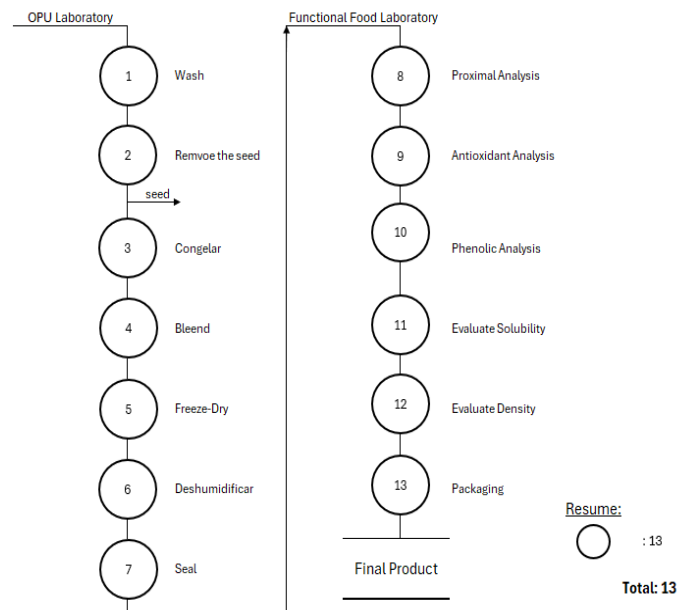 OPU Laboratory
1 Wash
2 Remvoe the seed
seed
3 Congelar
4 Bleend
5 Freeze-Dry
6 Deshumidificar
7 Seal
Functional Food Laboratory
8 Proximal Analysis
9 Antioxidant Analysis
10 Phenolic Analysis
11 Evaluate Solubility
12 Evaluate Density
13 Packaging
Final Product
Resume:
: 13
Total: 13